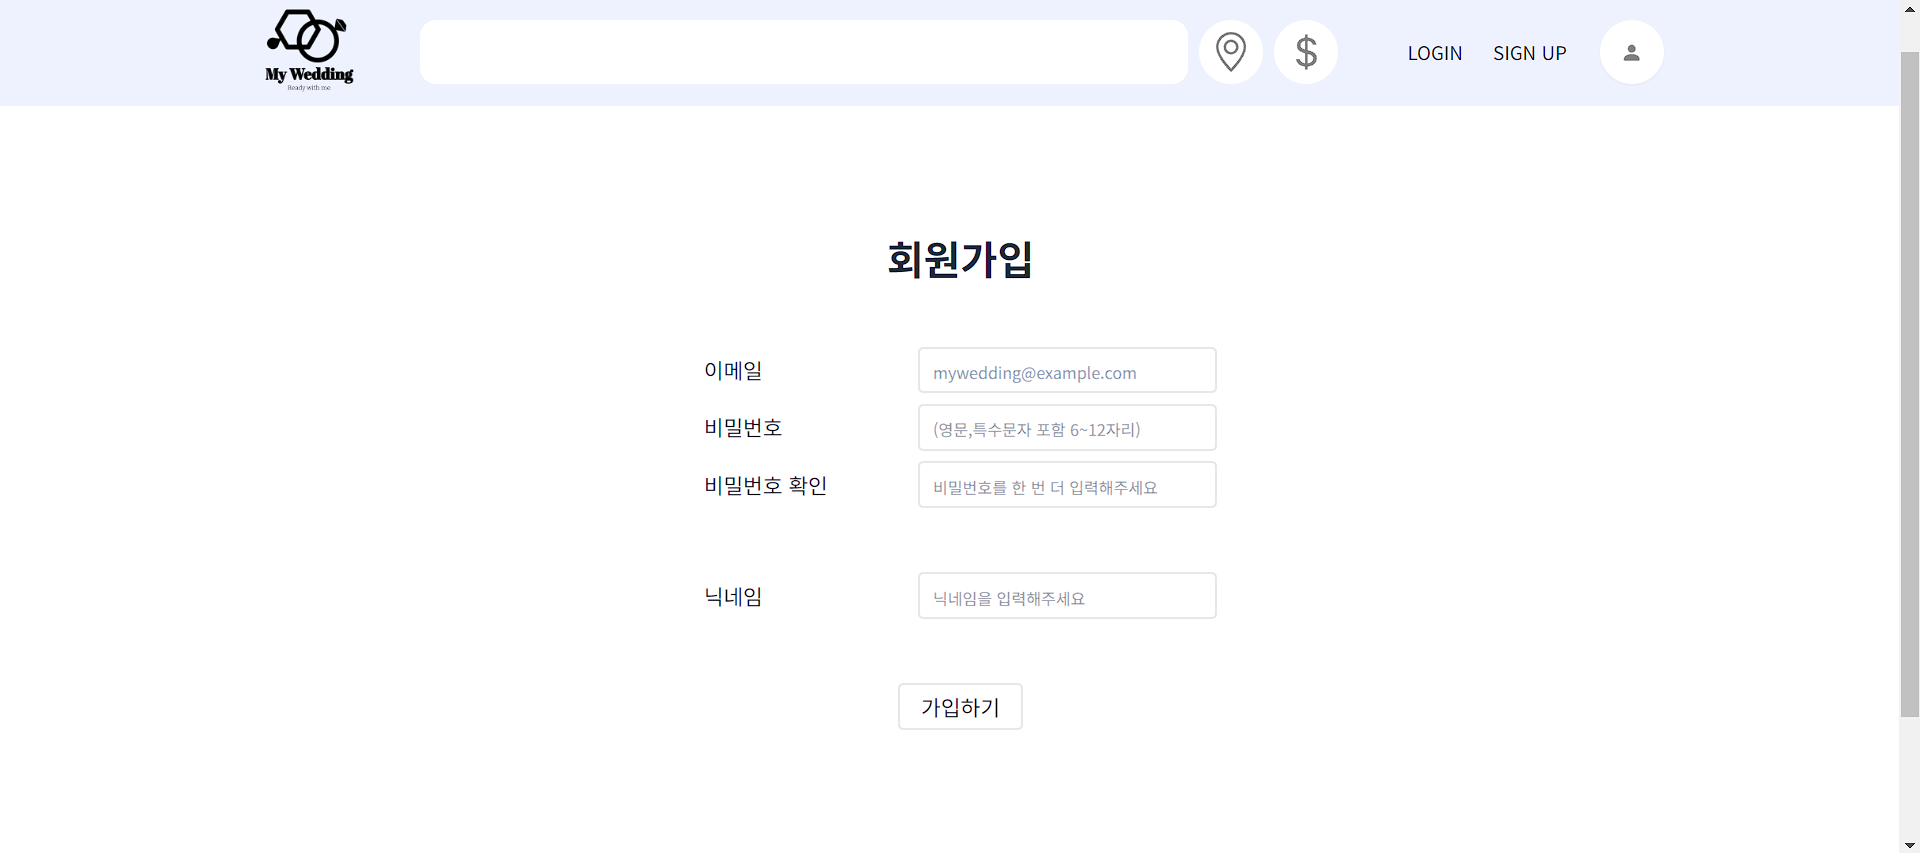 My Wedding
Ready with me
$
LOGIN
SIGN UP
회원가입
이메일
mywedding@example.com
비밀번호
(영문,특수문자 포함 6~12자리)
비밀번호 확인
비밀번호를 한 번 더 입력해주세요
닉네임
닉네임을 입력해주세요
가입하기